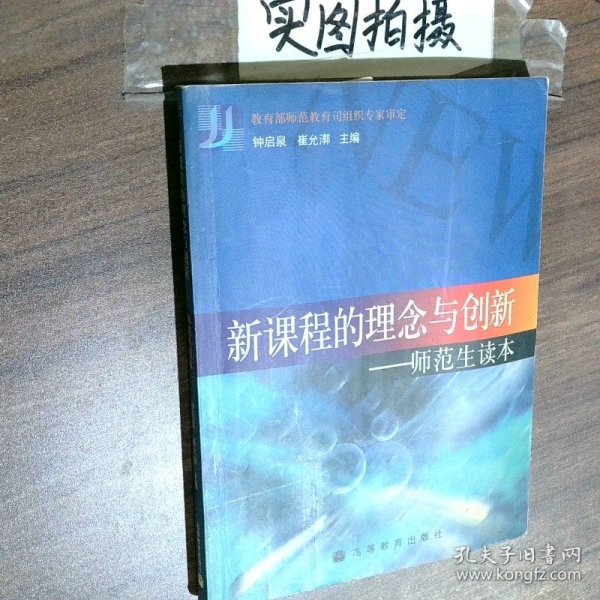 实图拍摄
教育部师范教育司组织专家审定
钟启泉 崔允漷 主编
NEW
新课程的理念与创新
——师范生读本
高等教育出版社
孔夫子旧书网
www.kongfz.com